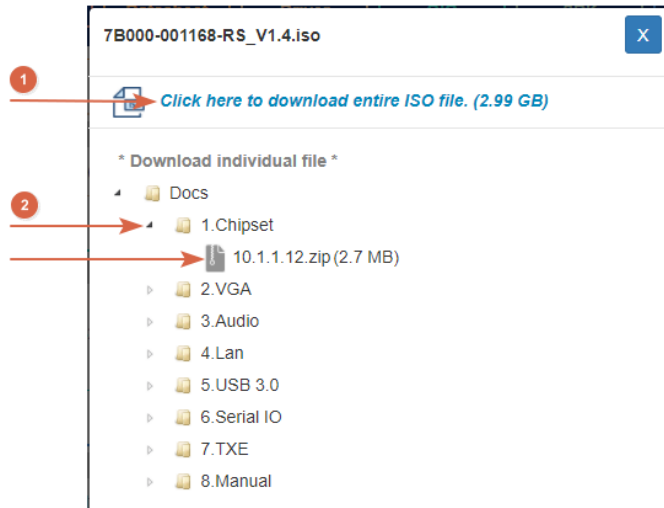 7B000-001168-RS_V1.4.iso
X
1
Click here to download entire ISO file. (2.99 GB)
* Download individual file *
Docs
2
1.Chipset
10.1.1.12.zip (2.7 MB)
2.VGA
3.Audio
4.Lan
5.USB 3.0
6.Serial IO
7.TXE
8.Manual